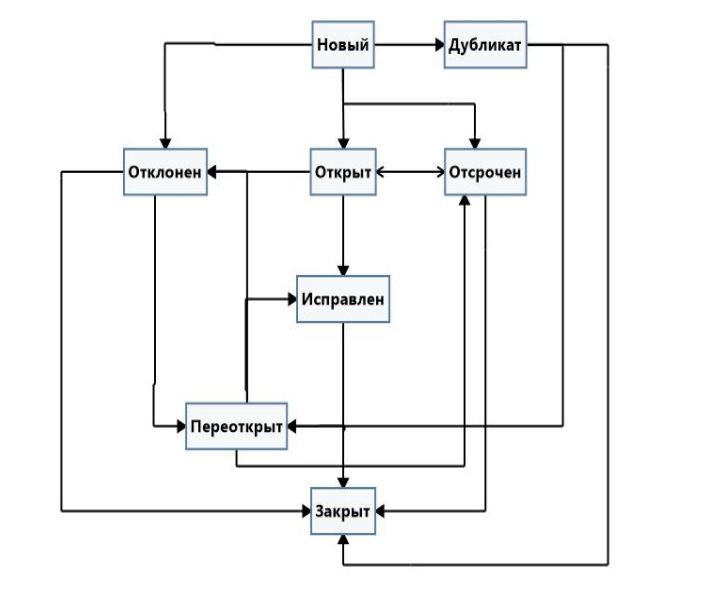 Новый
Дубликат
Отклонен
Открыт
Отсрочен
Исправлен
Переоткрыт
Закрыт